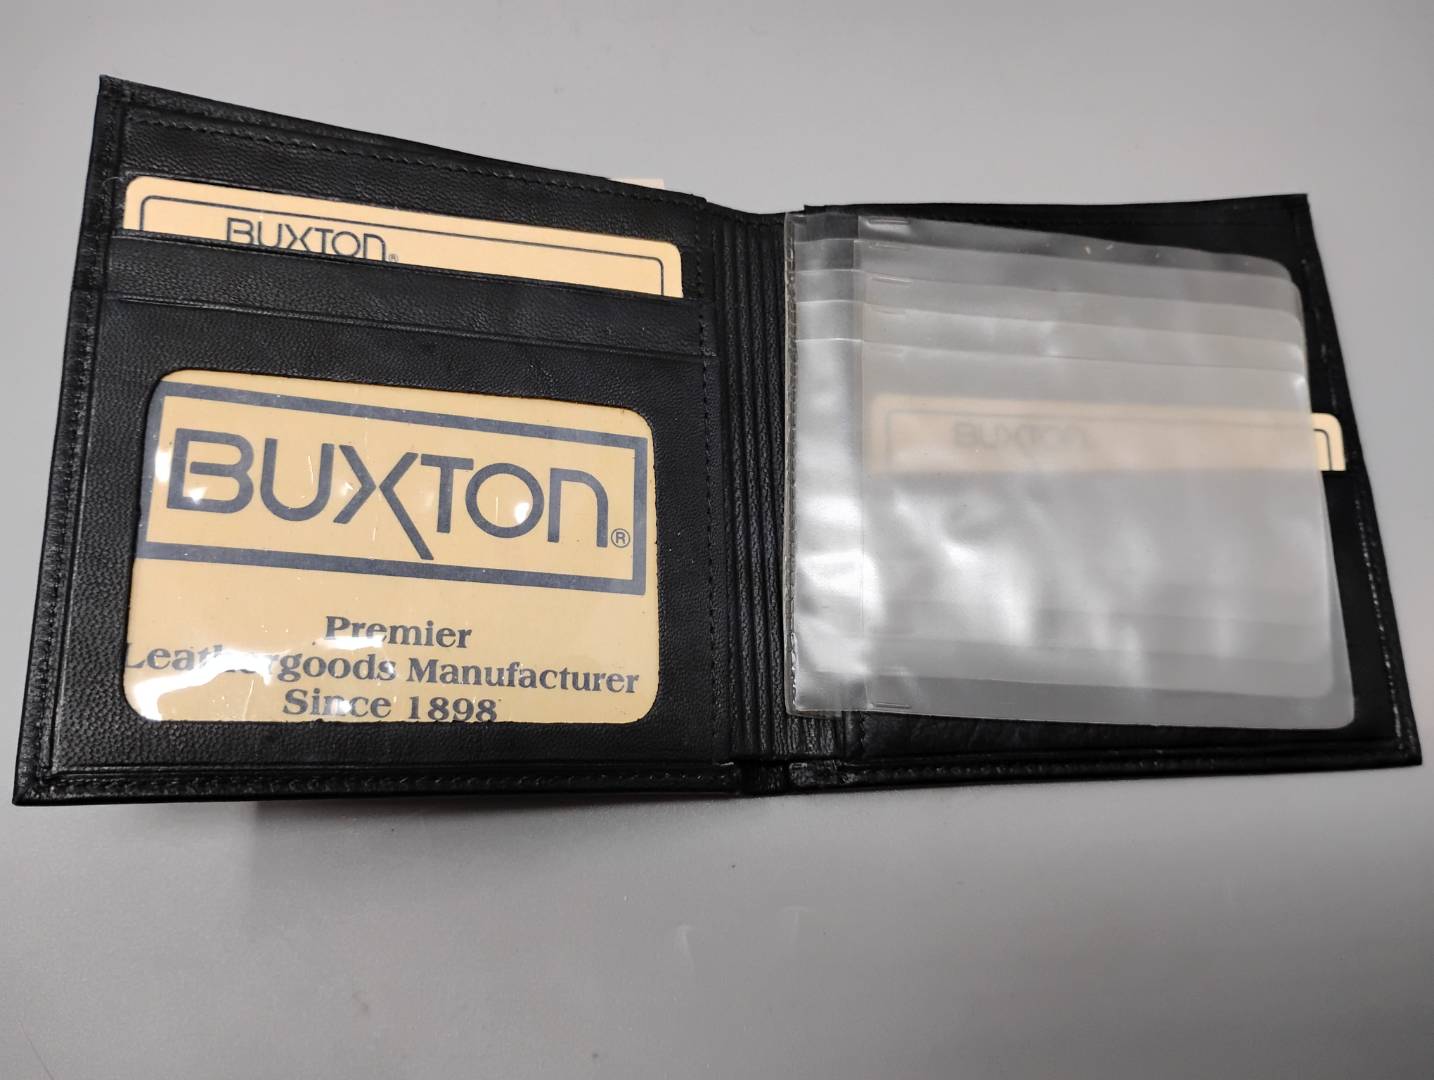 BUXTON®
BUXTON®
Premier
Leathergoods Manufacturer
Since 1898
BUXTON